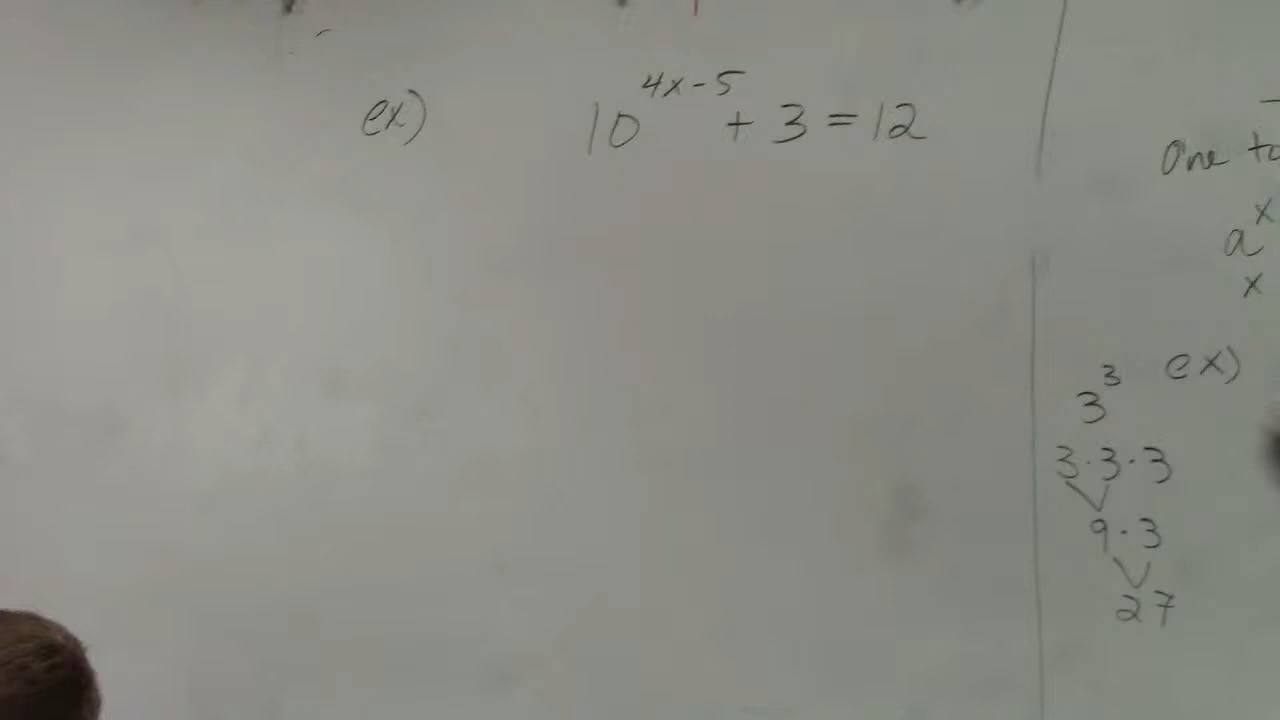 ex) 10^{4x-5} + 3 = 12
One
a^x
x
ex)
3^3
3·3·3
9·3
27